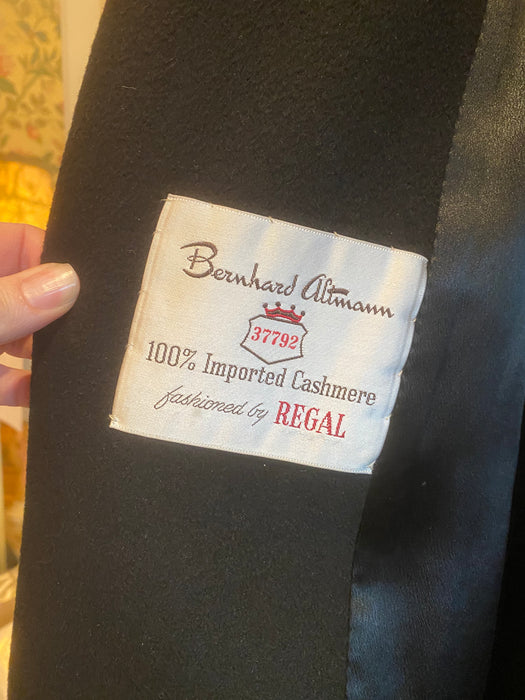 Bernhard Altmann
37792
100% Imported Cashmere
fashioned by REGAL